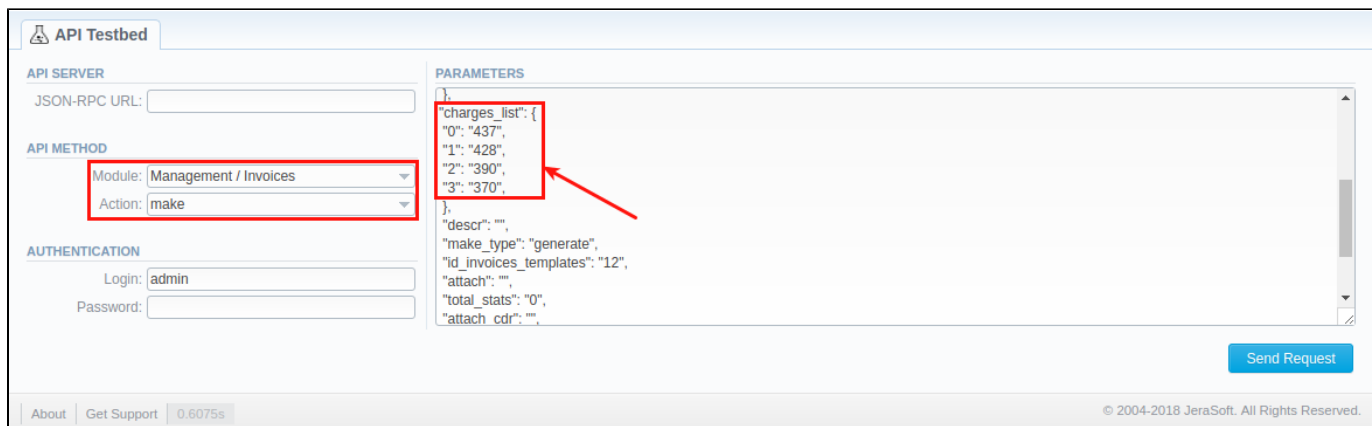 API Testbed
API SERVER
JSON-RPC URL:
API METHOD
Module: Management / Invoices
Action: make
AUTHENTICATION
Login: admin
Password:
PARAMETERS
},
"charges_list": {
"0": "437",
"1": "428",
"2": "390",
"3": "370",
},
"descr": "",
"make_type": "generate",
"id_invoices_templates": "12",
"attach": "",
"total_stats": "0",
"attach_cdr": "",
Send Request
About Get Support 0.6075s
© 2004-2018 JeraSoft. All Rights Reserved.